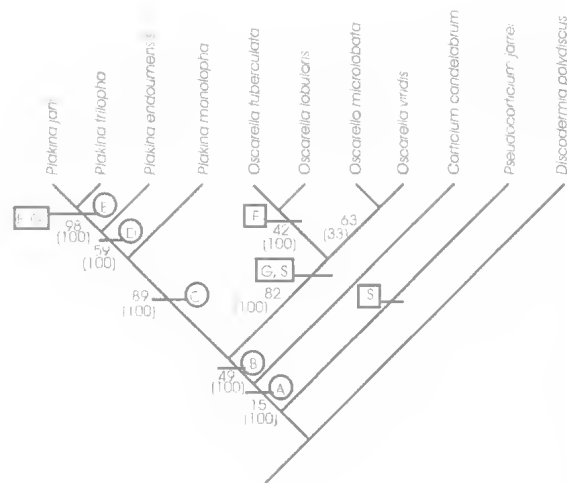 Plakina jani
Plakina trilopha
Plakina endoumensis
Plakina monolopha
Oscarella tuberculata
Oscarella lobularis
Oscarella microlobata
Oscarella viridis
Corticium candelabrum
Pseudocorticium jarrei
Discodermia polydiscus
E
98
(100)
D
59
(100)
F
42
(100)
63
(33)
G, S
82
(100)
89
(100)
C
S
B
49
(100)
A
15
(100)